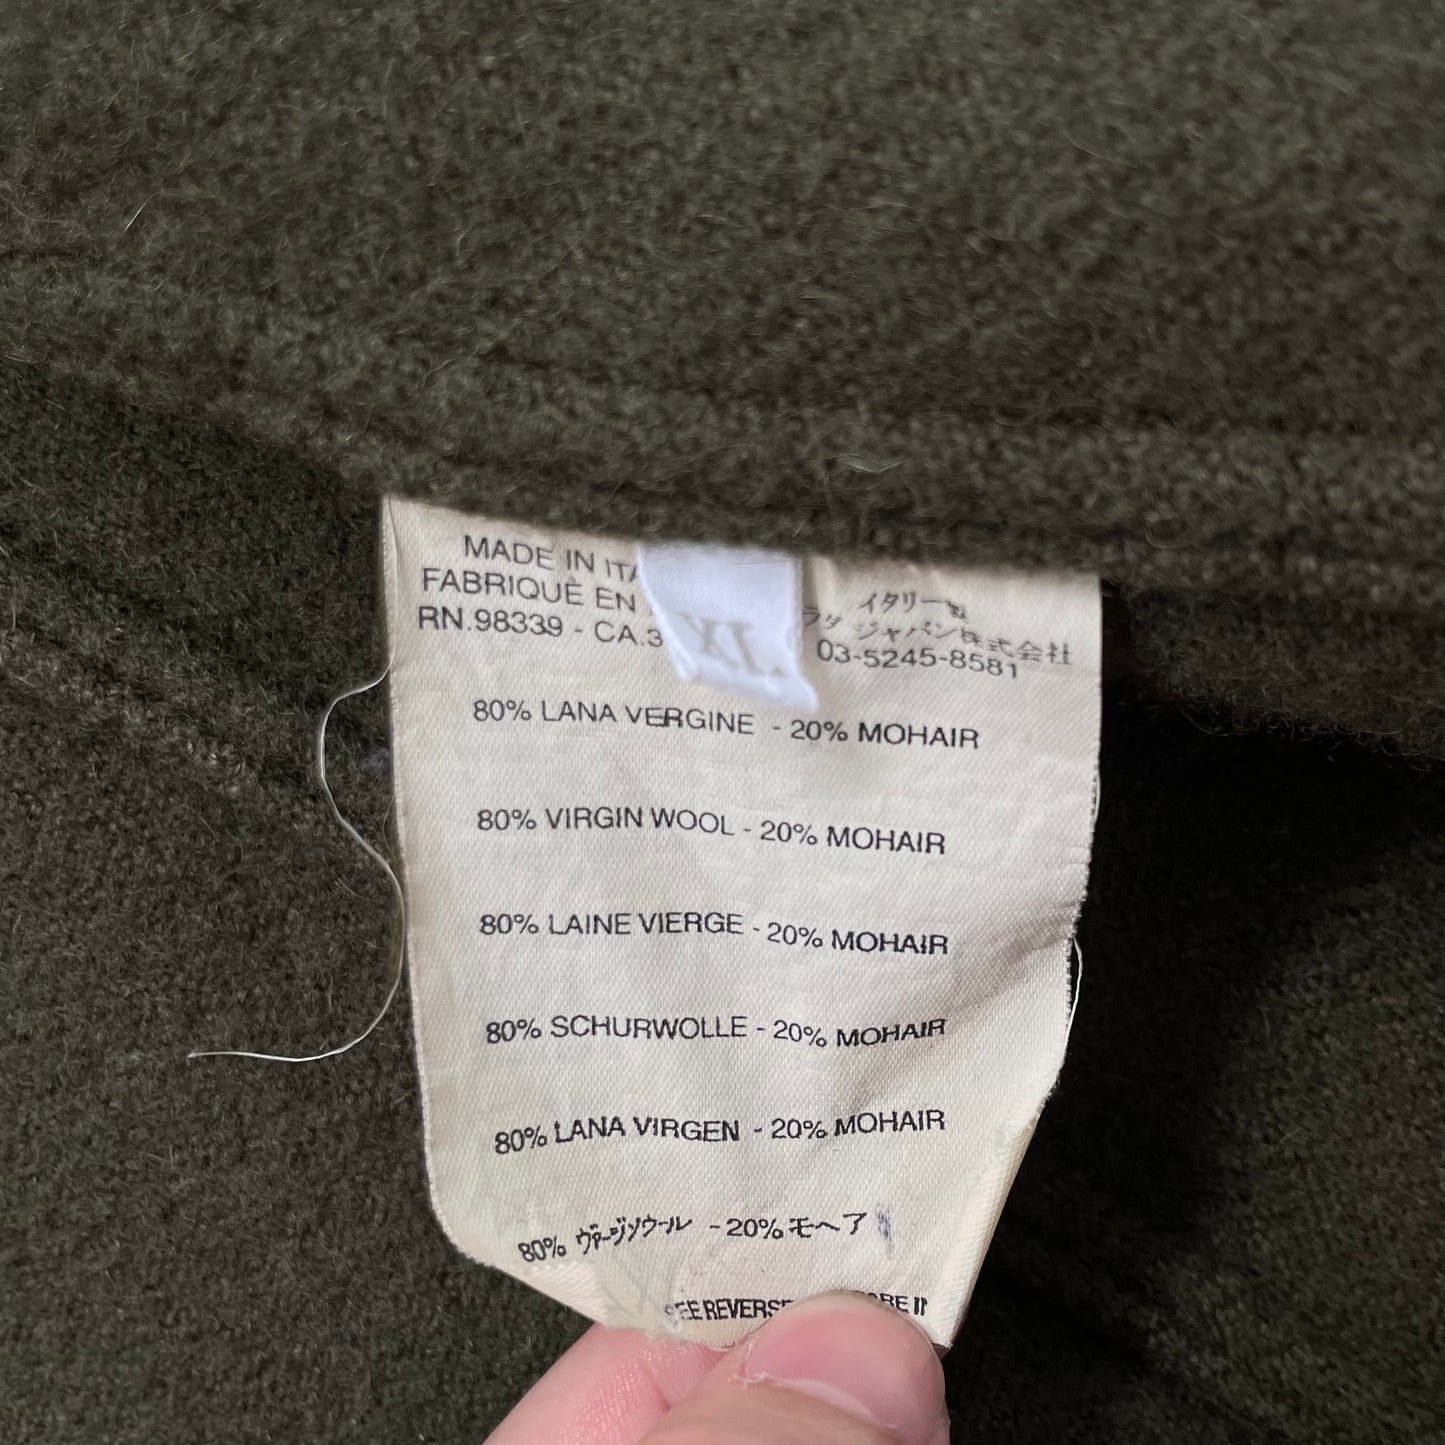 MADE IN
FABRIQUÈ EN
RN.98339 - CA.3
XL
イタリー製
ジャパン株式会社
03-5245-8581
80% LANA VERGINE - 20% MOHAIR
80% VIRGIN WOOL - 20% MOHAIR
80% LAINE VIERGE - 20% MOHAIR
80% SCHURWOLLE - 20% MOHAIR
80% LANA VIRGEN - 20% MOHAIR
80% ヴァージンウール - 20% モヘア
SEE REVERSE